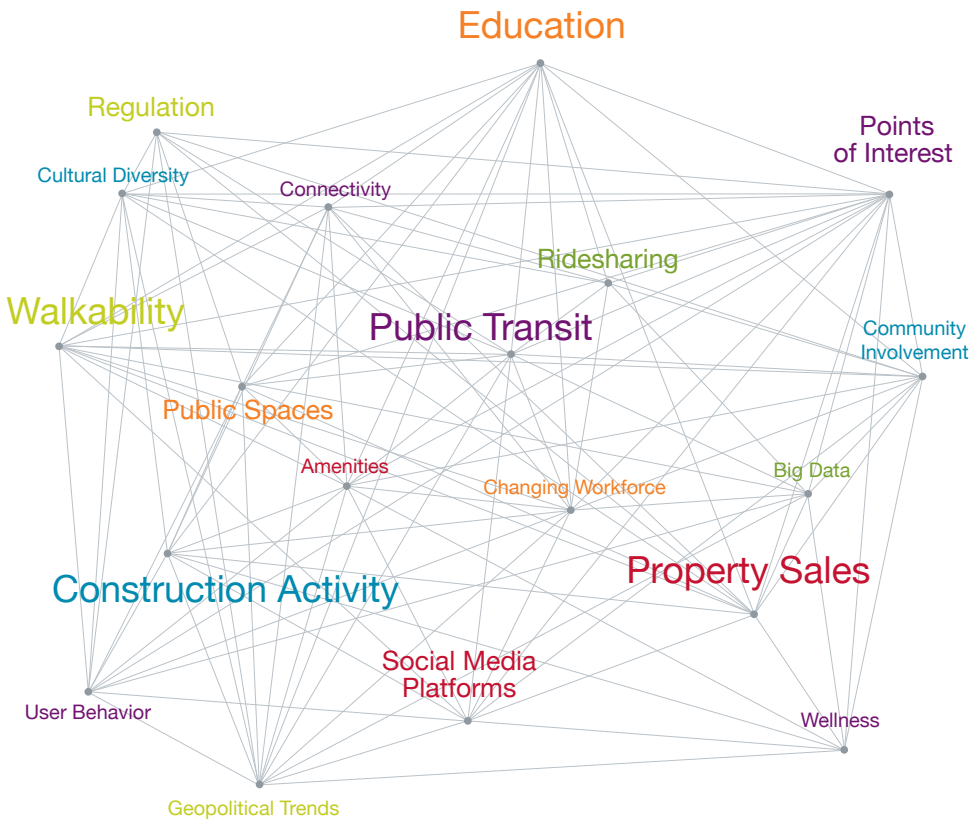 Education
Regulation
Points
of Interest
Cultural Diversity
Connectivity
Ridesharing
Walkability
Public Transit
Community
Involvement
Public Spaces
Amenities
Big Data
Changing Workforce
Property Sales
Construction Activity
Social Media
Platforms
User Behavior
Wellness
Geopolitical Trends